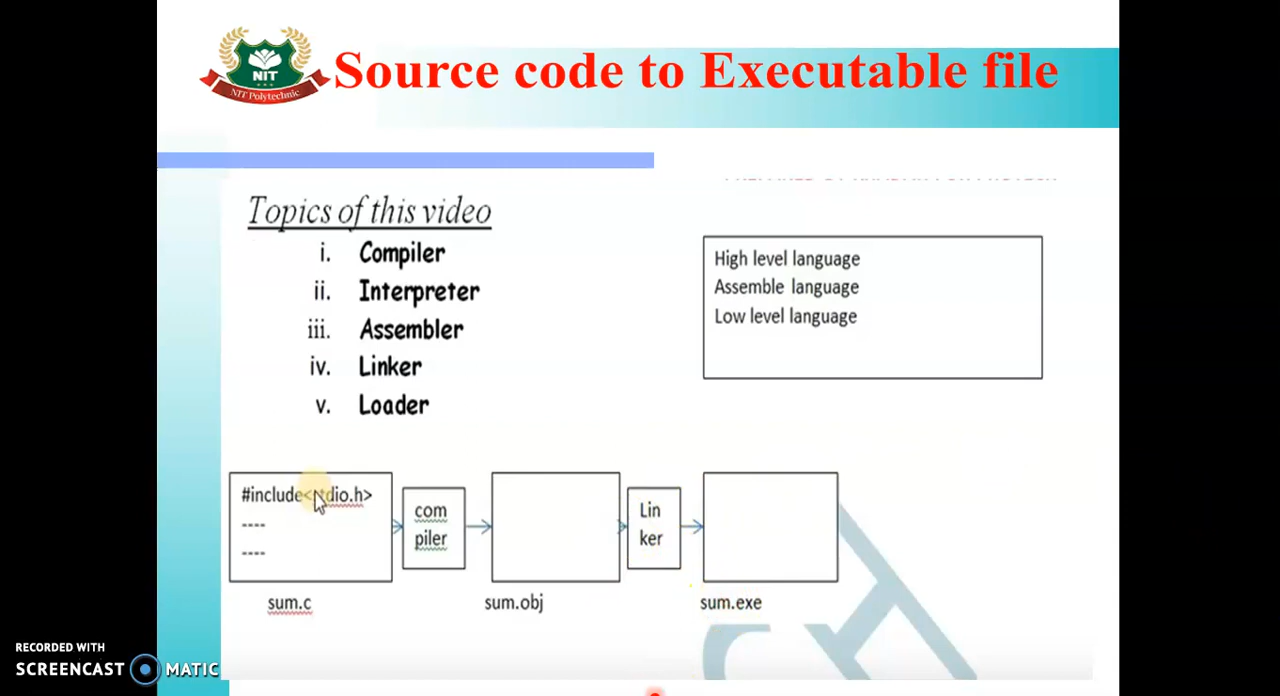 Source code to Executable file
NIT
NIT Polytechnic
Topics of this video
i. Compiler
ii. Interpreter
iii. Assembler
iv. Linker
v. Loader
High level language
Assemble language
Low level language
#include<stdio.h>
----
----
com
piler
Lin
ker
sum.c
sum.obj
sum.exe
RECORDED WITH
SCREENCAST MATIC